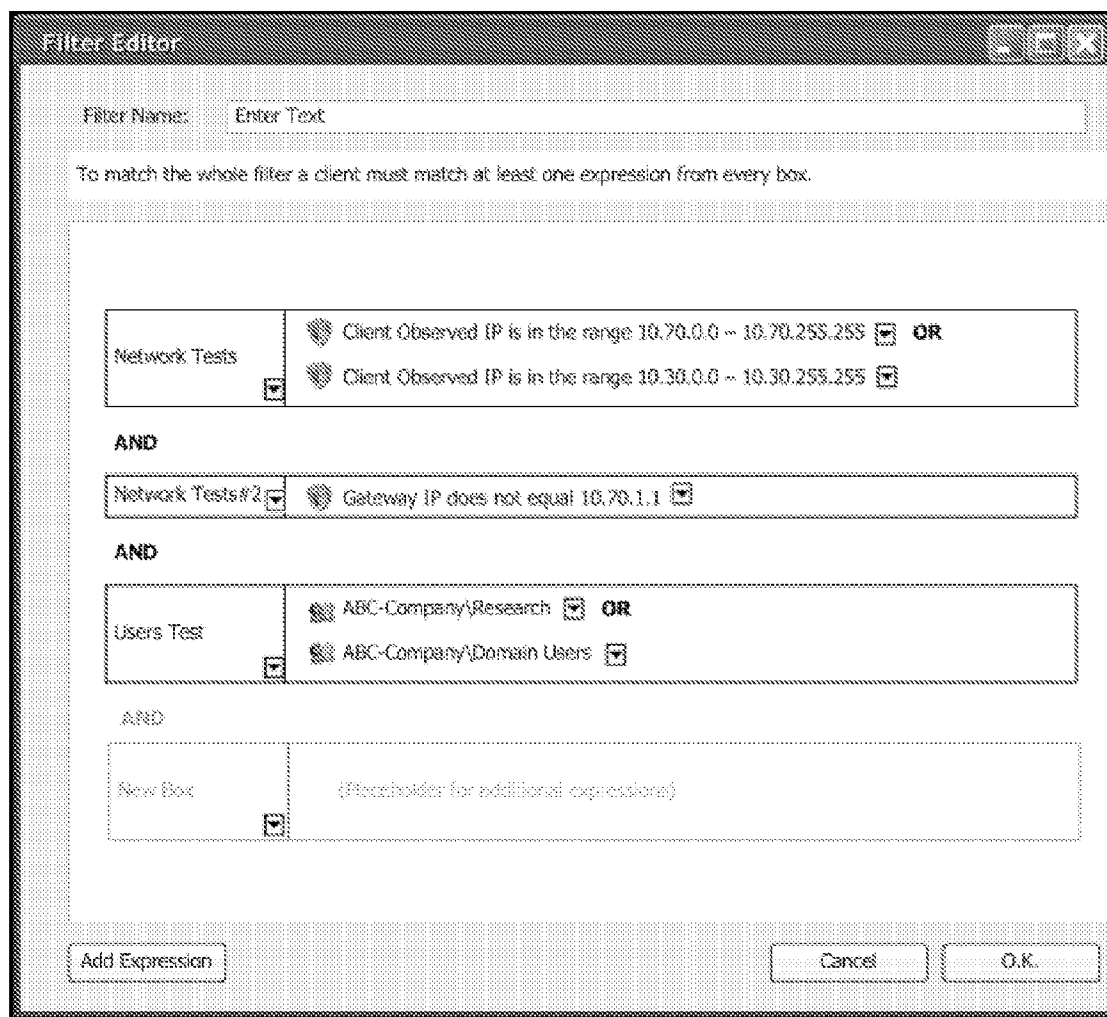 Filter Editor
Filter Name: Enter Text
To match the whole filter a client must match at least one expression from every box.
Network Tests
Client Observed IP is in the range 10.70.0.0 – 10.70.255.255 OR
Client Observed IP is in the range 10.30.0.0 – 10.30.255.255
AND
Network Tests#2 Gateway IP does not equal 10.70.1.1
AND
Users Test
ABC-Company\Research OR
ABC-Company\Domain Users
AND
New Box (Placeholder for additional expressions)
Add Expression Cancel O.K.